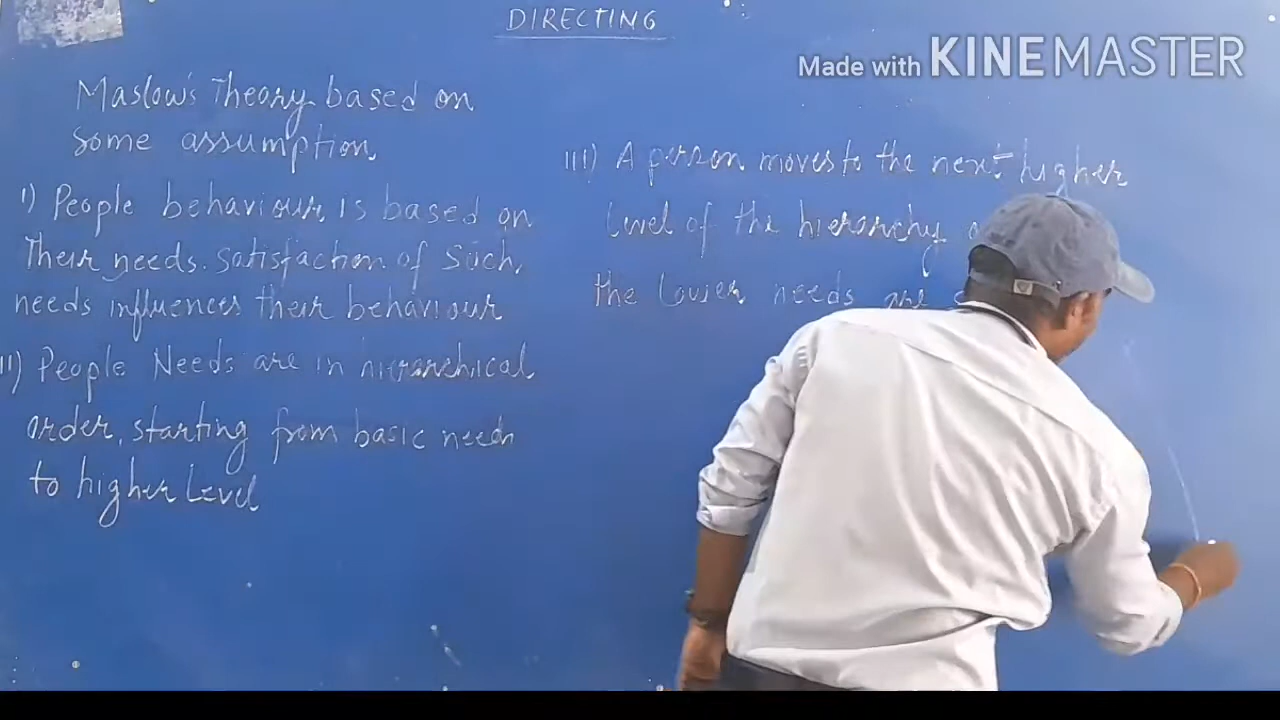 DIRECTING
Made with KINEMASTER
Maslow's Theory based on
some assumption,
I) People behaviour is based on
Their needs. Satisfaction of Such,
needs influences their behaviour
II) People Needs are in hierarchical
order, starting from basic needs
to higher Level
III) A person moves to the next higher
level of the hierarchy
the lower needs are